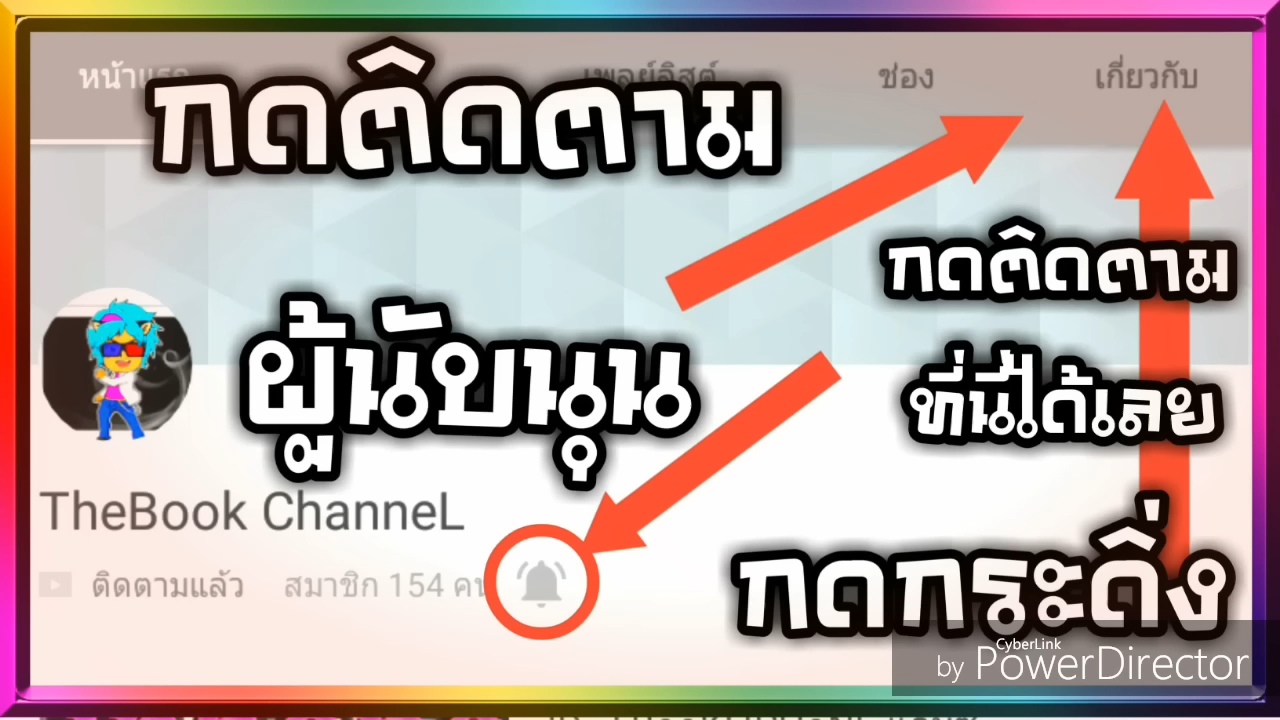 หน้าแรก เพลย์ลิสต์ ช่อง เกี่ยวกับ
กดติดตาม
กดติดตาม
ผู้นับนุน
ที่นี่ได้เลย
TheBook ChanneL
กดกระดิ่ง
ติดตามแล้ว สมาชิก 154 คน
CyberLink
by PowerDirector